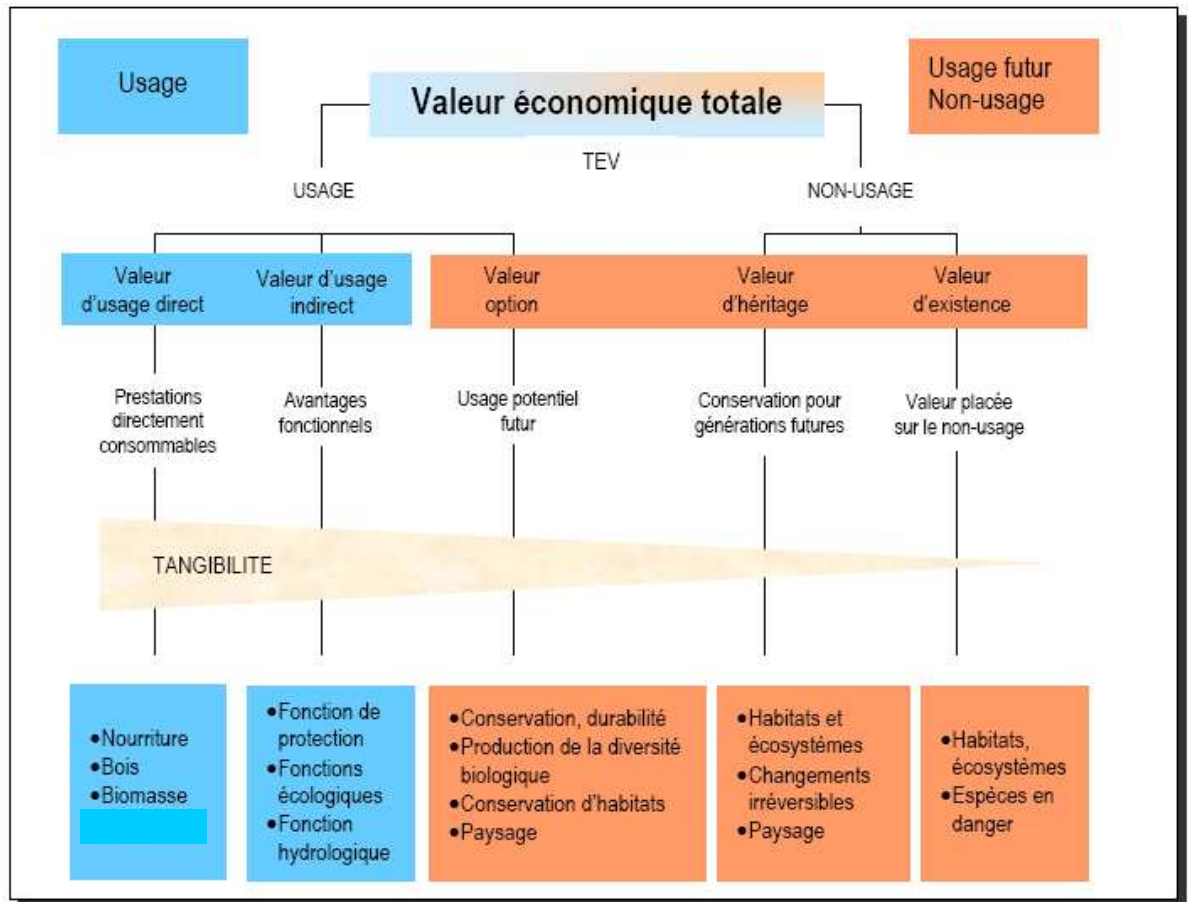 Usage
Valeur économique totale
Usage futur
Non-usage
TEV
USAGE
NON-USAGE
Valeur
d'usage direct
Valeur d'usage
indirect
Valeur
option
Valeur
d'héritage
Valeur
d'existence
Prestations
directement
consommables
Avantages
fonctionnels
Usage potentiel
futur
Conservation pour
générations futures
Valeur placée
sur le non-usage
TANGIBILITE
•Nourriture
•Bois
•Biomasse
•Fonction de
protection
•Fonctions
écologiques
•Fonction
hydrologique
•Conservation, durabilité
•Production de la diversité
biologique
•Conservation d'habitats
•Paysage
•Habitats et
écosystèmes
•Changements
irréversibles
•Paysage
•Habitats,
écosystèmes
•Espèces en
danger